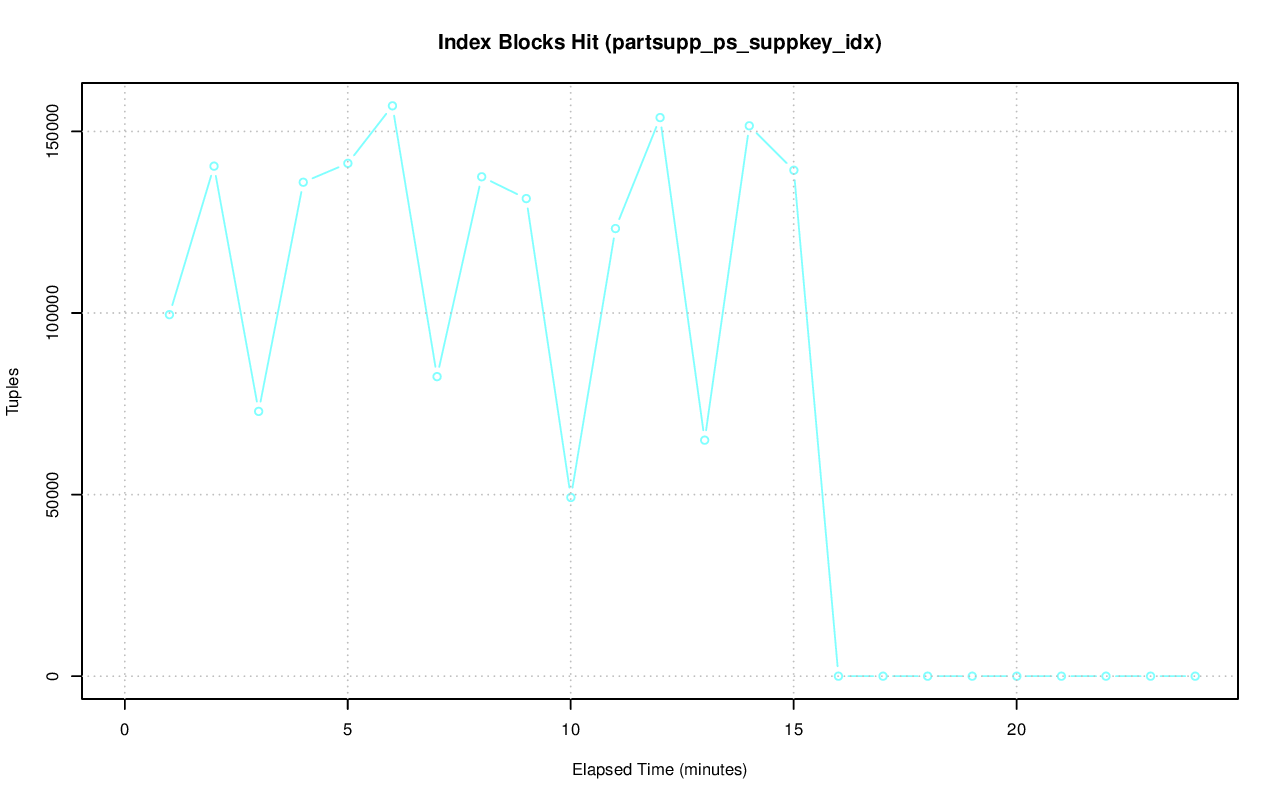 Index Blocks Hit (partsupp_ps_suppkey_idx)
150000
100000
50000
0
Tuples
0 5 10 15 20
Elapsed Time (minutes)